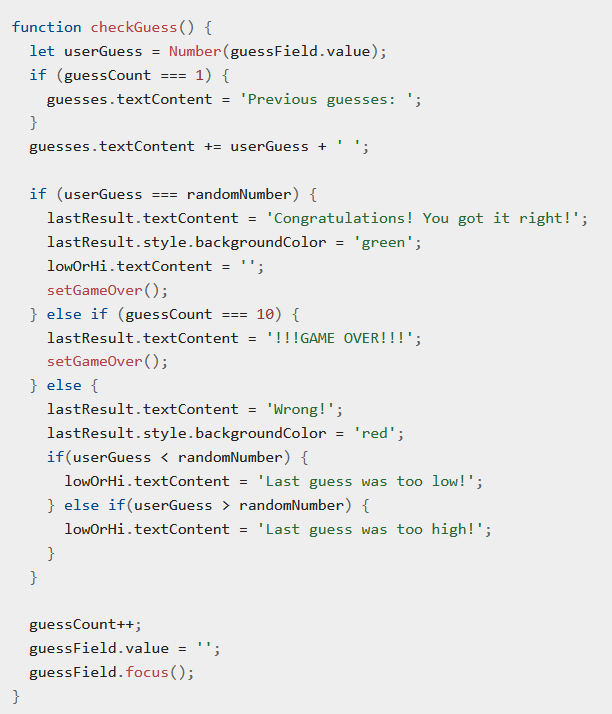 function checkGuess() {
  let userGuess = Number(guessField.value);
  if (guessCount === 1) {
    guesses.textContent = 'Previous guesses: ';
  }
  guesses.textContent += userGuess + ' ';

  if (userGuess === randomNumber) {
    lastResult.textContent = 'Congratulations! You got it right!';
    lastResult.style.backgroundColor = 'green';
    lowOrHi.textContent = '';
    setGameOver();
  } else if (guessCount === 10) {
    lastResult.textContent = '!!!GAME OVER!!!';
    setGameOver();
  } else {
    lastResult.textContent = 'Wrong!';
    lastResult.style.backgroundColor = 'red';
    if(userGuess < randomNumber) {
      lowOrHi.textContent = 'Last guess was too low!';
    } else if(userGuess > randomNumber) {
      lowOrHi.textContent = 'Last guess was too high!';
    }
  }

  guessCount++;
  guessField.value = '';
  guessField.focus();
}